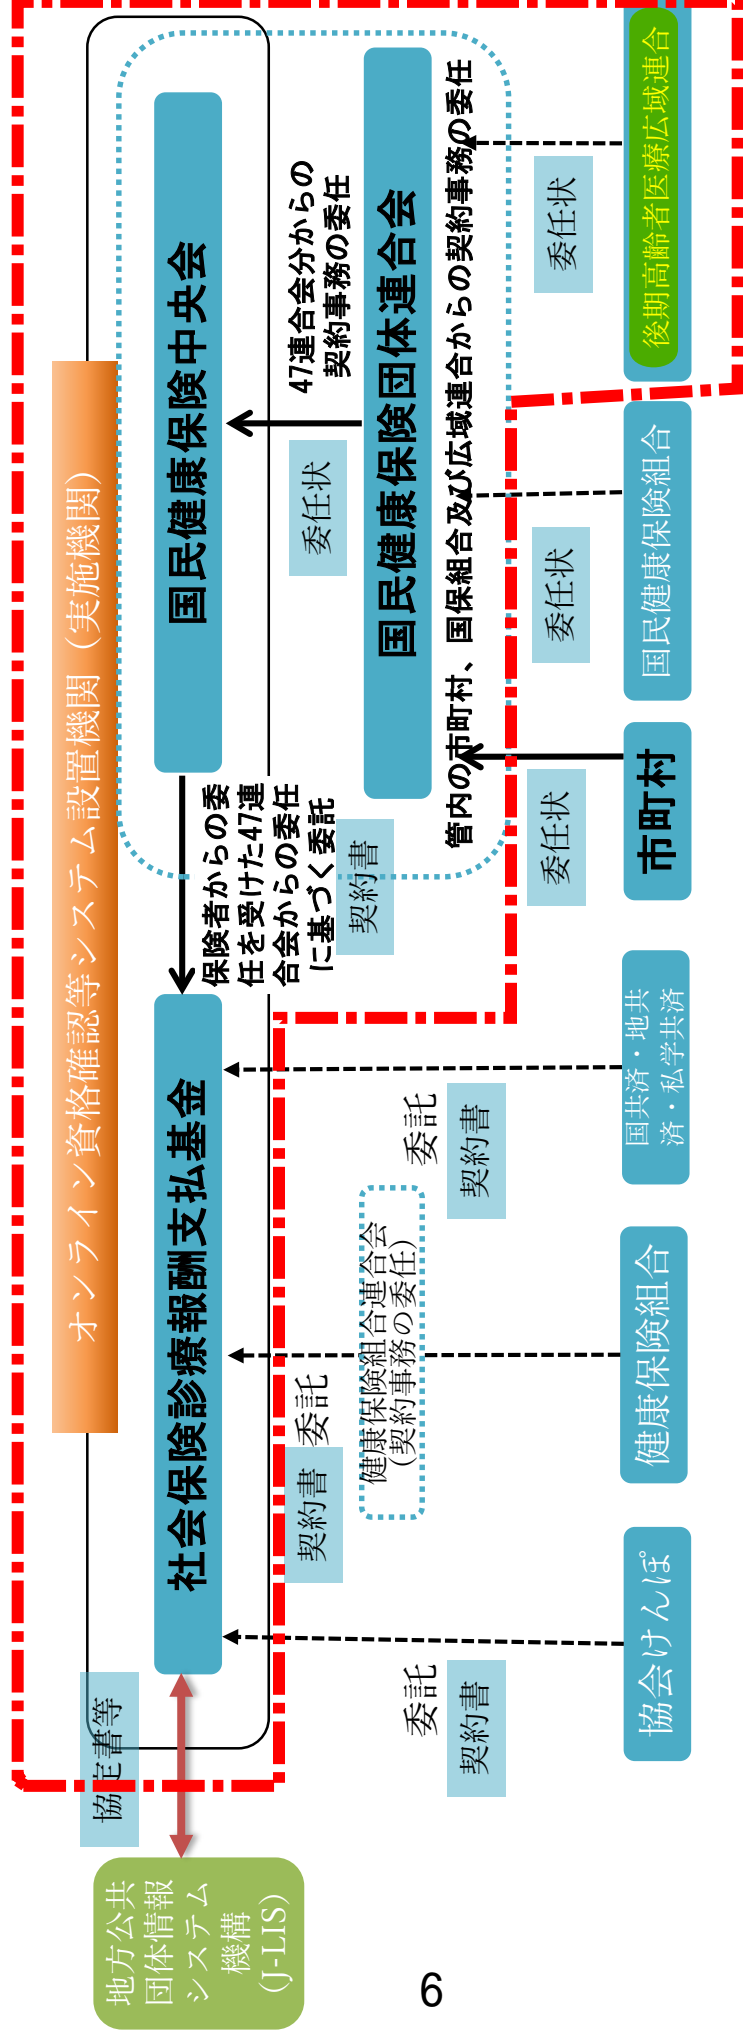 オンライン資格確認等システム設置機関（実施機関）
地方公共
団体情報
システム
機構
(J-LIS)
協定書等
社会保険診療報酬支払基金
国民健康保険中央会
保険者からの委
任を受けた47連
合会からの委任
に基づく委託
契約書
委任状
47連合会分からの
契約事務の委任
国民健康保険団体連合会
管内の市町村、国保組合及び広域連合からの契約事務の委任
委託
契約書
契約書
委託
健康保険組合連合会
(契約事務の委任)
委託
契約書
委任状
委任状
委任状
協会けんぽ
健康保険組合
国共済・地共
済・私学共済
市町村
国民健康保険組合
後期高齢者医療広域連合
6